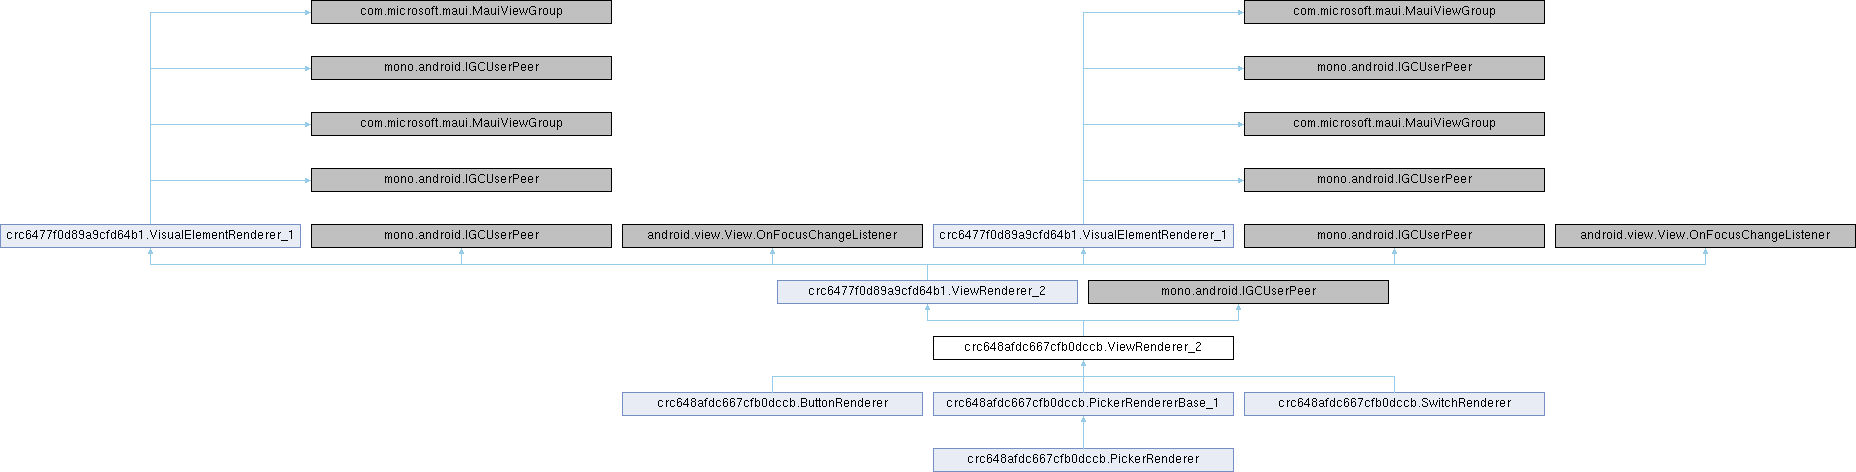 com.microsoft.maui.MauiViewGroup
com.microsoft.maui.MauiViewGroup
mono.android.IGCUserPeer
mono.android.IGCUserPeer
com.microsoft.maui.MauiViewGroup
com.microsoft.maui.MauiViewGroup
mono.android.IGCUserPeer
mono.android.IGCUserPeer
crc6477f0d89a9cfd64b1.VisualElementRenderer_1
mono.android.IGCUserPeer
android.view.View.OnFocusChangeListener
crc6477f0d89a9cfd64b1.VisualElementRenderer_1
mono.android.IGCUserPeer
android.view.View.OnFocusChangeListener
crc6477f0d89a9cfd64b1.ViewRenderer_2
mono.android.IGCUserPeer
crc648afdc667cfb0dccb.ViewRenderer_2
crc648afdc667cfb0dccb.ButtonRenderer
crc648afdc667cfb0dccb.PickerRendererBase_1
crc648afdc667cfb0dccb.SwitchRenderer
crc648afdc667cfb0dccb.PickerRenderer